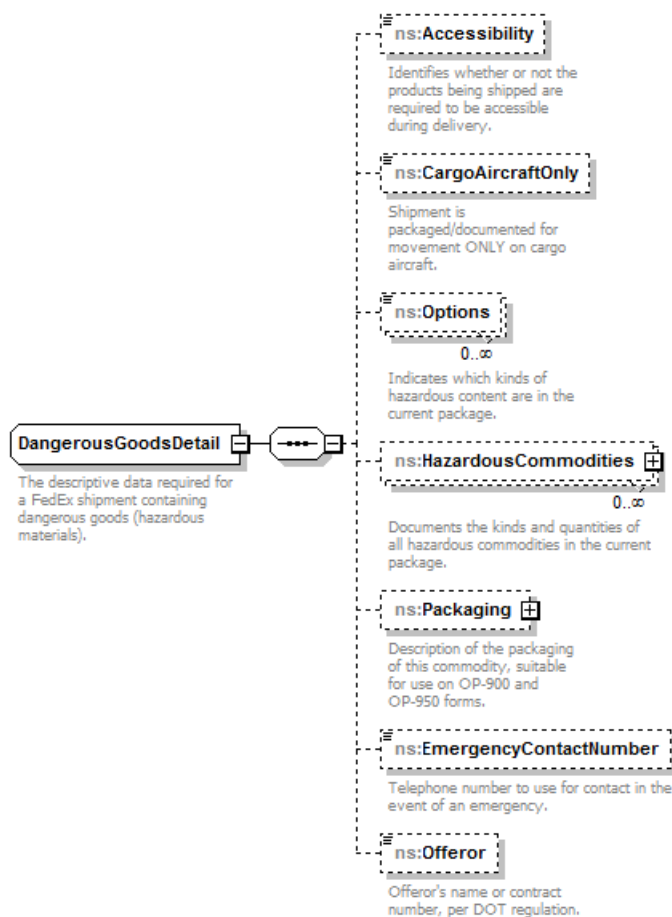 ns:Accessibility
Identifies whether or not the
products being shipped are
required to be accessible
during delivery.
ns:CargoAircraftOnly
Shipment is
packaged/documented for
movement ONLY on cargo
aircraft.
ns:Options
0..∞
Indicates which kinds of
hazardous content are in the
current package.
DangerousGoodsDetail
The descriptive data required for
a FedEx shipment containing
dangerous goods (hazardous
materials).
ns:HazardousCommodities
0..∞
Documents the kinds and quantities of
all hazardous commodities in the current
package.
ns:Packaging
Description of the packaging
of this commodity, suitable
for use on OP-900 and
OP-950 forms.
ns:EmergencyContactNumber
Telephone number to use for contact in the
event of an emergency.
ns:Offeror
Offeror's name or contract
number, per DOT regulation.